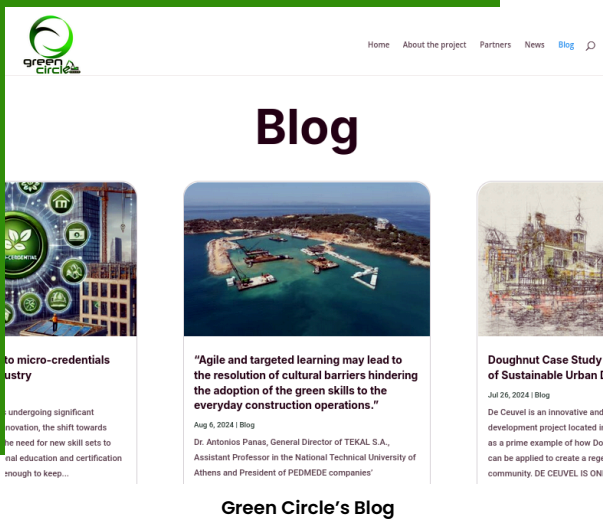 green
circle
Home About the project Partners News Blog
Blog
to micro-credentials
ustry
undergoing significant
novation, the shift towards
he need for new skill sets to
nal education and certification
enough to keep...
“Agile and targeted learning may lead to
the resolution of cultural barriers hindering
the adoption of the green skills to the
everyday construction operations.”
Aug 6, 2024 | Blog
Dr. Antonios Panas, General Director of TEKAL S.A.,
Assistant Professor in the National Technical University of
Athens and President of PEDMEDE companies’
Doughnut Case Study
of Sustainable Urban D
Jul 26, 2024 | Blog
De Ceuvel is an innovative and
development project located in
as a prime example of how Do
can be applied to create a rege
community. DE CEUVEL IS ONE
Green Circle’s Blog